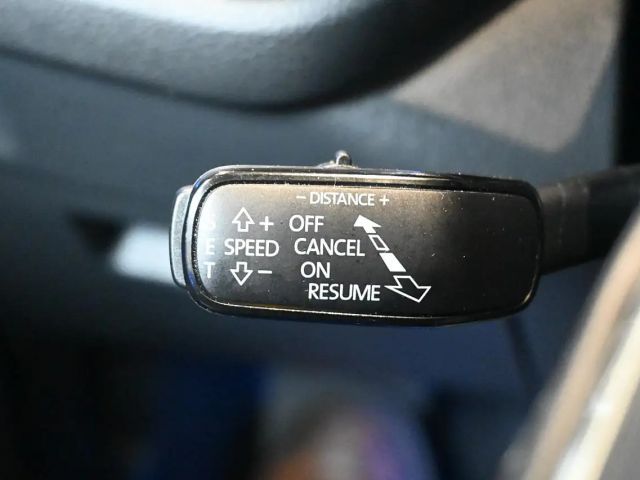 - DISTANCE +
S + OFF
E SPEED CANCEL
T - ON
RESUME